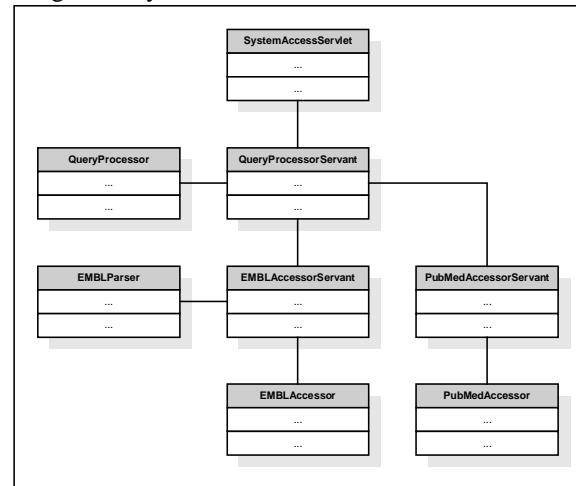 SystemAccessServlet
...
...
QueryProcessor
...
...
QueryProcessorServant
...
...
EMBLParser
...
...
EMBLAccessorServant
...
...
PubMedAccessorServant
...
...
EMBLAccessor
...
...
PubMedAccessor
...
...